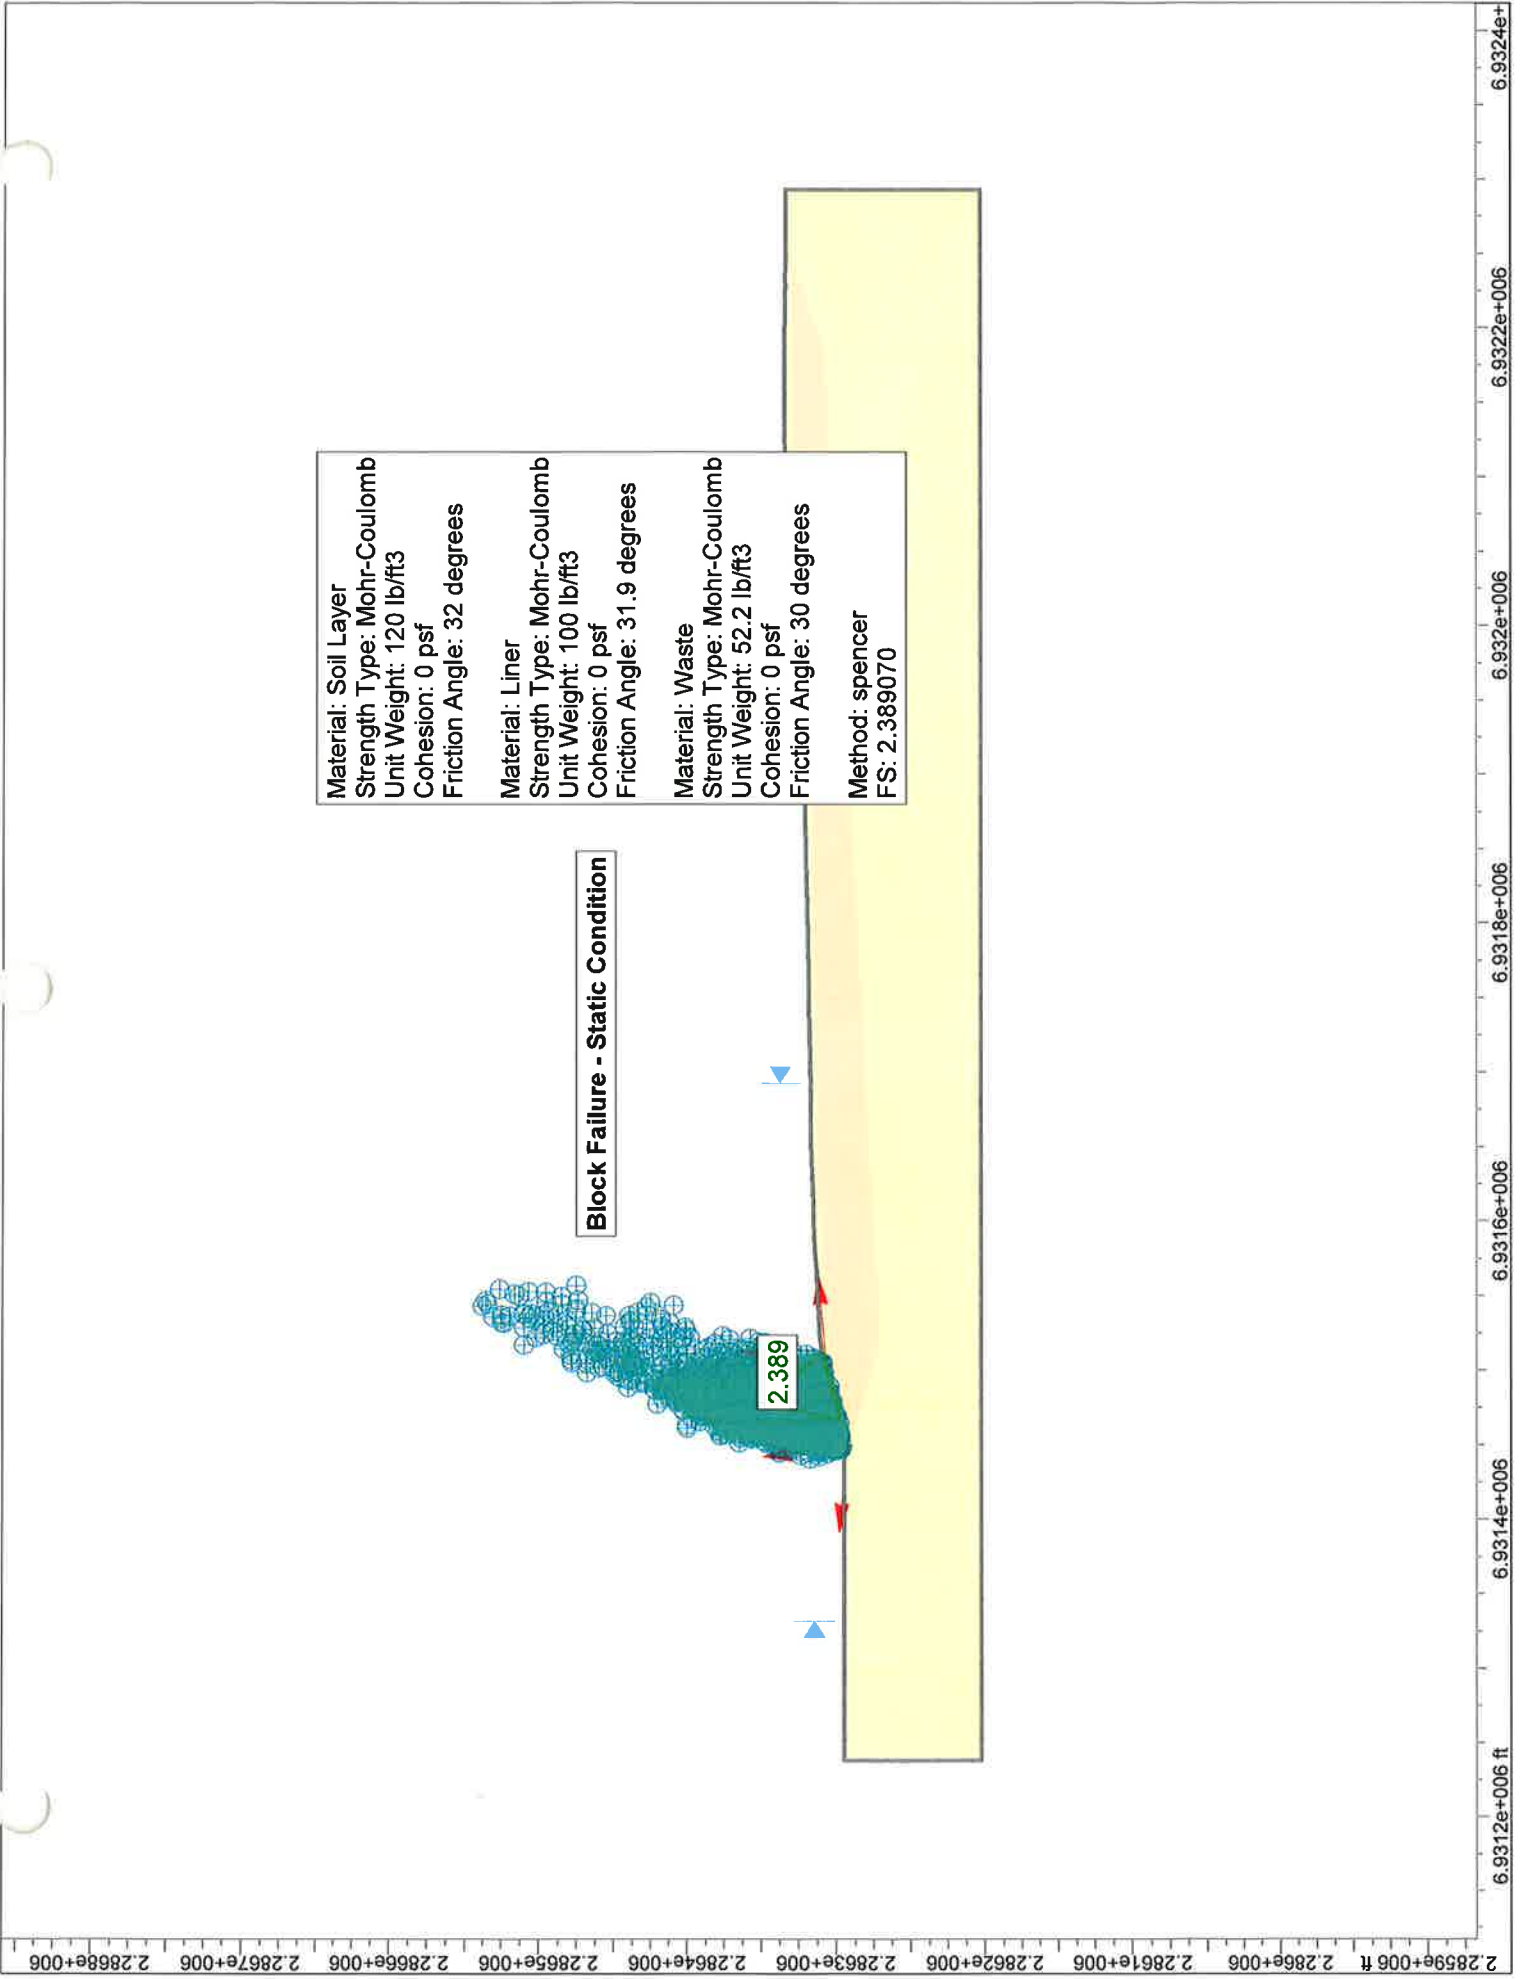 Block Failure - Static Condition
Material: Soil Layer
Strength Type: Mohr-Coulomb
Unit Weight: 120 lb/ft3
Cohesion: 0 psf
Friction Angle: 32 degrees
Material: Liner
Strength Type: Mohr-Coulomb
Unit Weight: 100 lb/ft3
Cohesion: 0 psf
Friction Angle: 31.9 degrees
Material: Waste
Strength Type: Mohr-Coulomb
Unit Weight: 52.2 lb/ft3
Cohesion: 0 psf
Friction Angle: 30 degrees
Method: spencer
FS: 2.389070
2.389
2.2868e+006
2.2867e+006
2.2866e+006
2.2865e+006
2.2864e+006
2.2863e+006
2.2862e+006
2.2861e+006
2.286e+006
2.2859e+006 ft
6.9312e+006 ft
6.9314e+006
6.9316e+006
6.9318e+006
6.932e+006
6.9322e+006
6.9324e+